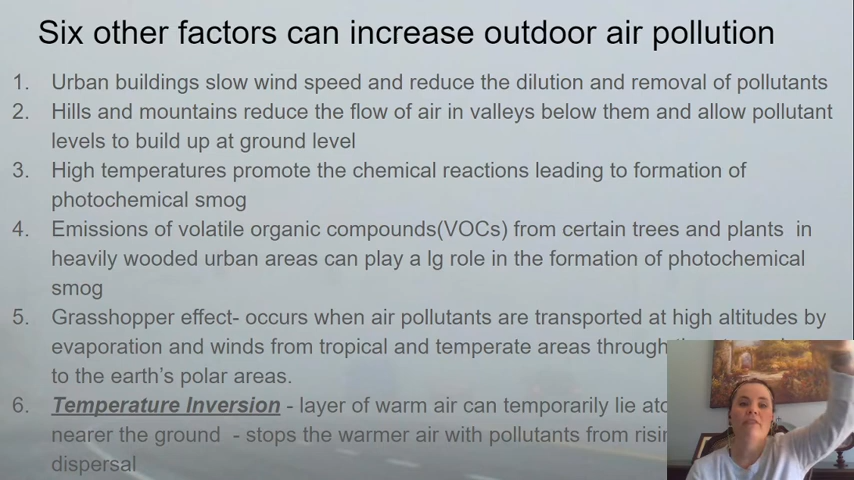 Six other factors can increase outdoor air pollution
1. Urban buildings slow wind speed and reduce the dilution and removal of pollutants
2. Hills and mountains reduce the flow of air in valleys below them and allow pollutant
levels to build up at ground level
3. High temperatures promote the chemical reactions leading to formation of
photochemical smog
4. Emissions of volatile organic compounds(VOCs) from certain trees and plants in
heavily wooded urban areas can play a lg role in the formation of photochemical
smog
5. Grasshopper effect- occurs when air pollutants are transported at high altitudes by
evaporation and winds from tropical and temperate areas through
to the earth's polar areas.
6. Temperature Inversion - layer of warm air can temporarily lie
nearer the ground - stops the warmer air with pollutants from
dispersal